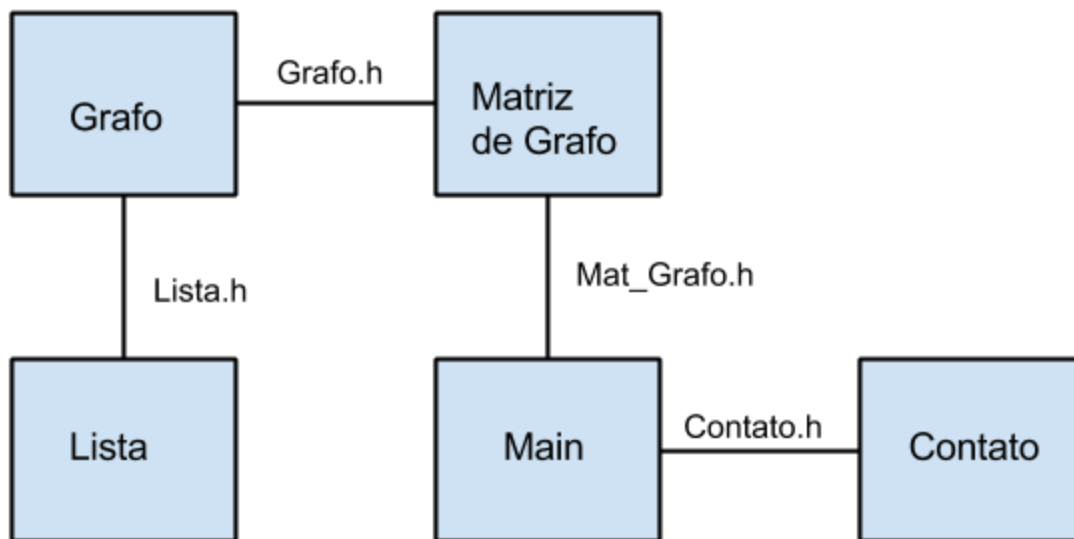 Grafo
Grafo.h
Matriz
de Grafo
Lista.h
Mat_Grafo.h
Lista
Main
Contato.h
Contato